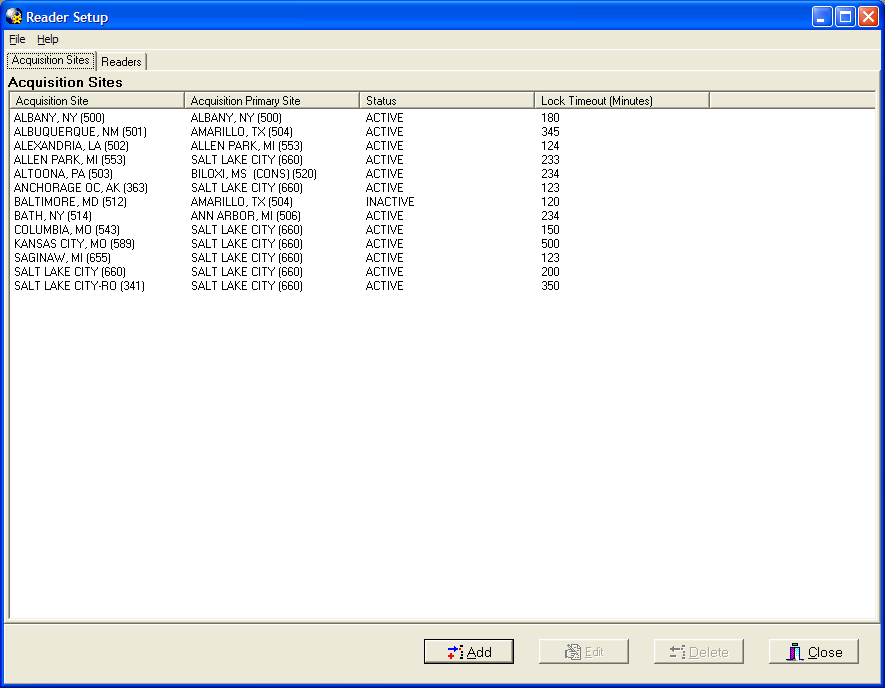 Reader Setup
File Help
Acquisition Sites Readers
Acquisition Sites
Acquisition Site Acquisition Primary Site Status Lock Timeout (Minutes)
ALBANY, NY (500) ALBANY, NY (500) ACTIVE 180
ALBUQUERQUE, NM (501) AMARILLO, TX (504) ACTIVE 345
ALEXANDRIA, LA (502) ALLEN PARK, MI (553) ACTIVE 124
ALLEN PARK, MI (553) SALT LAKE CITY (660) ACTIVE 233
ALTOONA, PA (503) BILOXI, MS  (CONS) (520) ACTIVE 234
ANCHORAGE OC, AK (363) SALT LAKE CITY (660) ACTIVE 123
BALTIMORE, MD (512) AMARILLO, TX (504) INACTIVE 120
BATH, NY (514) ANN ARBOR, MI (506) ACTIVE 234
COLUMBIA, MO (543) SALT LAKE CITY (660) ACTIVE 150
KANSAS CITY, MO (589) SALT LAKE CITY (660) ACTIVE 500
SAGINAW, MI (655) SALT LAKE CITY (660) ACTIVE 123
SALT LAKE CITY (660) SALT LAKE CITY (660) ACTIVE 200
SALT LAKE CITY-RO (341) SALT LAKE CITY (660) ACTIVE 350
Add Edit Delete Close